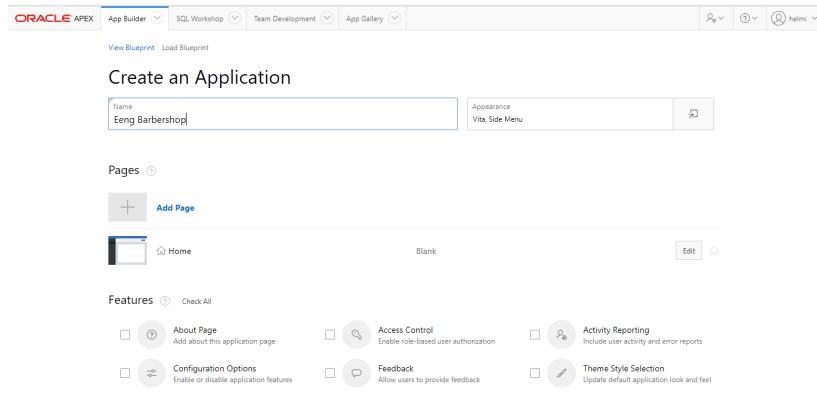 ORACLE APEX App Builder SQL Workshop Team Development App Gallery helmi
View Blueprint Load Blueprint
Create an Application
Name
Eeng Barbershop
Appearance
Vita, Side Menu
Pages
Add Page
Home Blank Edit
Features Check All
About Page
Add about this application page
Access Control
Enable role-based user authorization
Activity Reporting
Include user activity and error reports
Configuration Options
Enable or disable application features
Feedback
Allow users to provide feedback
Theme Style Selection
Update default application look and feel